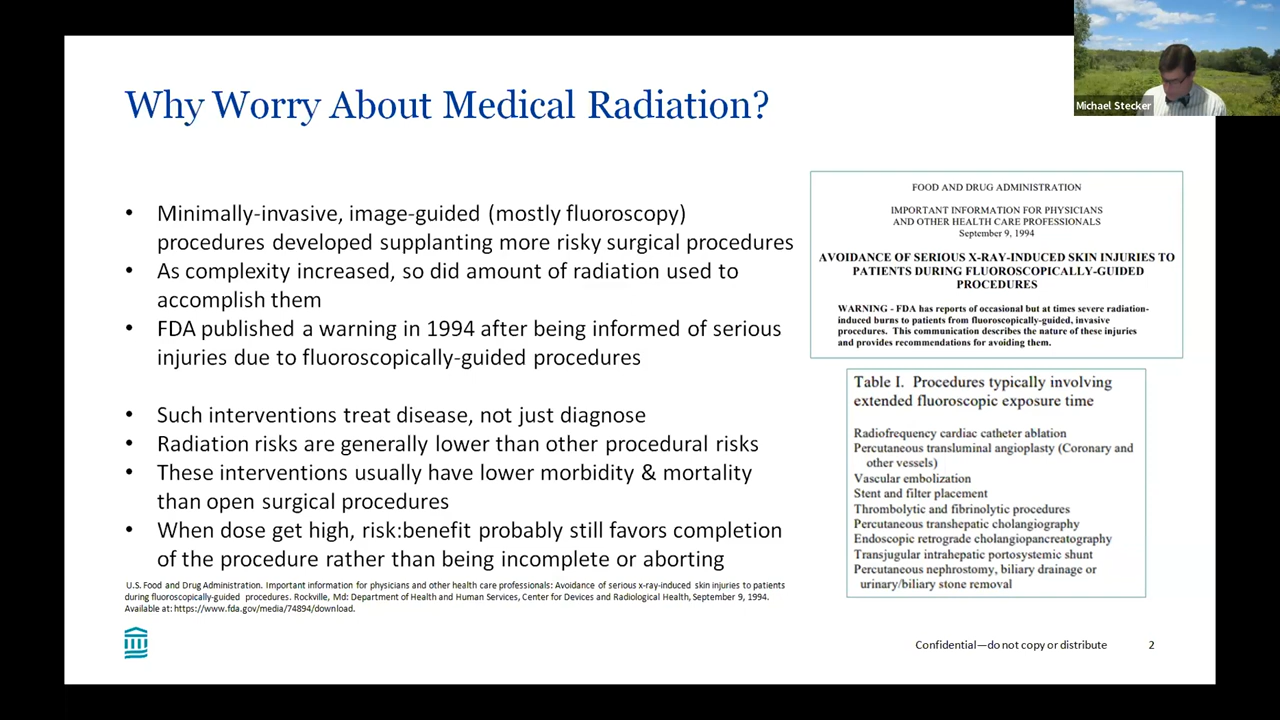 Why Worry About Medical Radiation?
• Minimally-invasive, image-guided (mostly fluoroscopy)
procedures developed supplanting more risky surgical procedures
• As complexity increased, so did amount of radiation used to
accomplish them
• FDA published a warning in 1994 after being informed of serious
injuries due to fluoroscopically-guided procedures
• Such interventions treat disease, not just diagnose
• Radiation risks are generally lower than other procedural risks
• These interventions usually have lower morbidity & mortality
than open surgical procedures
• When dose get high, risk:benefit probably still favors completion
of the procedure rather than being incomplete or aborting
U.S. Food and Drug Administration. Important information for physicians and other health care professionals: Avoidance of serious x-ray-induced skin injuries to patients
during fluoroscopically-guided procedures. Rockville, Md: Department of Health and Human Services, Center for Devices and Radiological Health, September 9, 1994.
Available at: https://www.fda.gov/media/74894/download.
FOOD AND DRUG ADMINISTRATION
IMPORTANT INFORMATION FOR PHYSICIANS
AND OTHER HEALTH CARE PROFESSIONALS
September 9, 1994
AVOIDANCE OF SERIOUS X-RAY-INDUCED SKIN INJURIES TO
PATIENTS DURING FLUOROSCOPICALLY-GUIDED
PROCEDURES
WARNING - FDA has reports of occasional but at times severe radiation-
induced burns to patients from fluoroscopically-guided, invasive
procedures. This communication describes the nature of these injuries
and provides recommendations for avoiding them.
Table I. Procedures typically involving
extended fluoroscopic exposure time
Radiofrequency cardiac catheter ablation
Percutaneous transluminal angioplasty (Coronary and
other vessels)
Vascular embolization
Stent and filter placement
Thrombolytic and fibrinolytic procedures
Percutaneous transhepatic cholangiography
Endoscopic retrograde cholangiopancreatography
Transjugular intrahepatic portosystemic shunt
Percutaneous nephrostomy, biliary drainage or
urinary/biliary stone removal
Confidential—do not copy or distribute 2
Michael Stecker